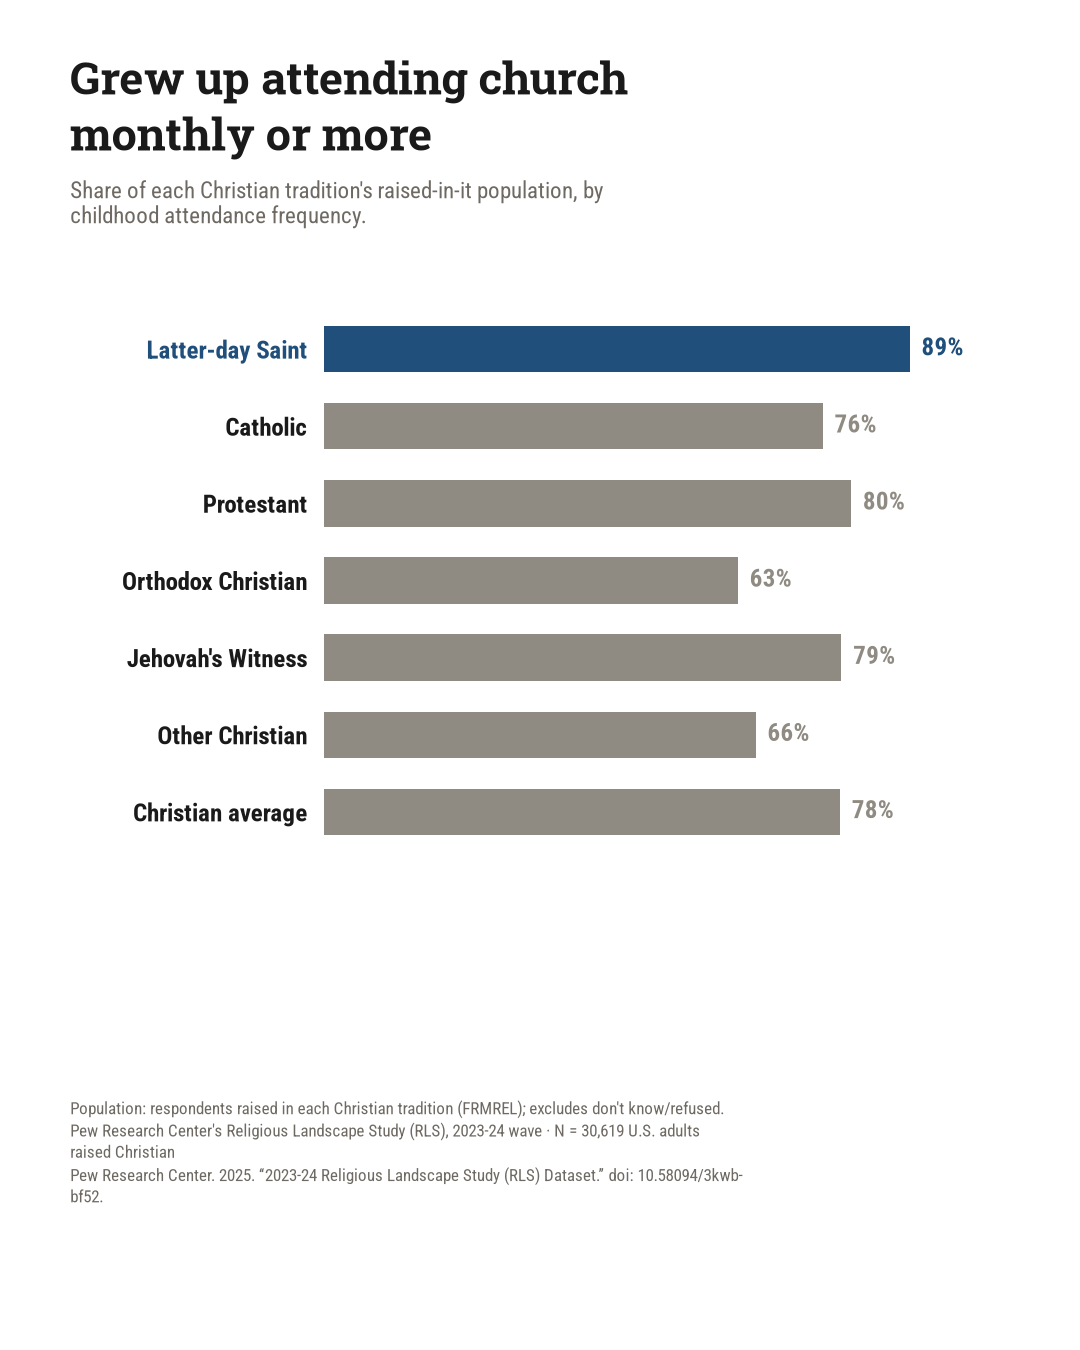 Grew up attending church
monthly or more
Share of each Christian tradition's raised-in-it population, by
childhood attendance frequency.
Latter-day Saint 89%
Catholic 76%
Protestant 80%
Orthodox Christian 63%
Jehovah's Witness 79%
Other Christian 66%
Christian average 78%
Population: respondents raised in each Christian tradition (FRMREL); excludes don't know/refused.
Pew Research Center's Religious Landscape Study (RLS), 2023-24 wave · N = 30,619 U.S. adults
raised Christian
Pew Research Center. 2025. “2023-24 Religious Landscape Study (RLS) Dataset.” doi: 10.58094/3kwb-
bf52.